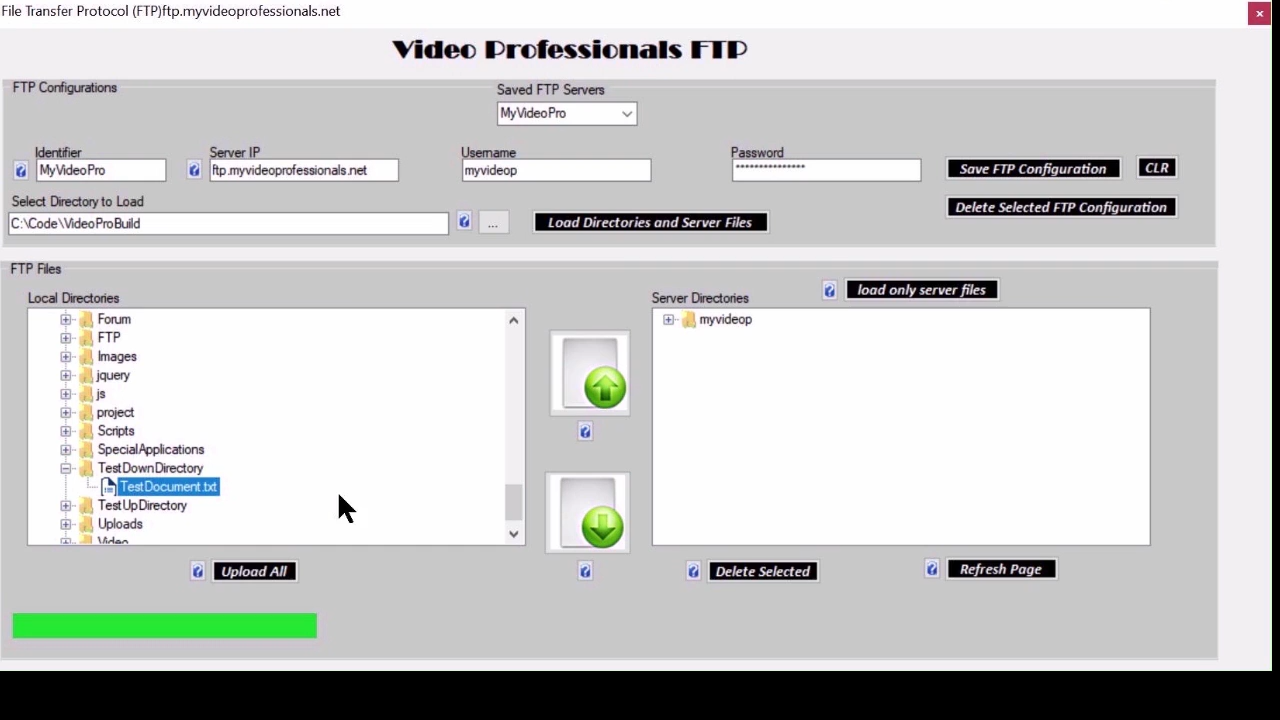 File Transfer Protocol (FTP)ftp.myvideoprofessionals.net
Video Professionals FTP
FTP Configurations
Saved FTP Servers
MyVideoPro
Identifier
Server IP
Username
Password
MyVideoPro
ftp.myvideoprofessionals.net
myvideop
***************
Save FTP Configuration
CLR
Select Directory to Load
Delete Selected FTP Configuration
C:\Code\VideoProBuild
...
Load Directories and Server Files
FTP Files
load only server files
Local Directories
Server Directories
Forum
FTP
Images
jquery
js
project
Scripts
SpecialApplications
TestDownDirectory
TestDocument.txt
TestUpDirectory
Uploads
Video
myvideop
Upload All
Delete Selected
Refresh Page